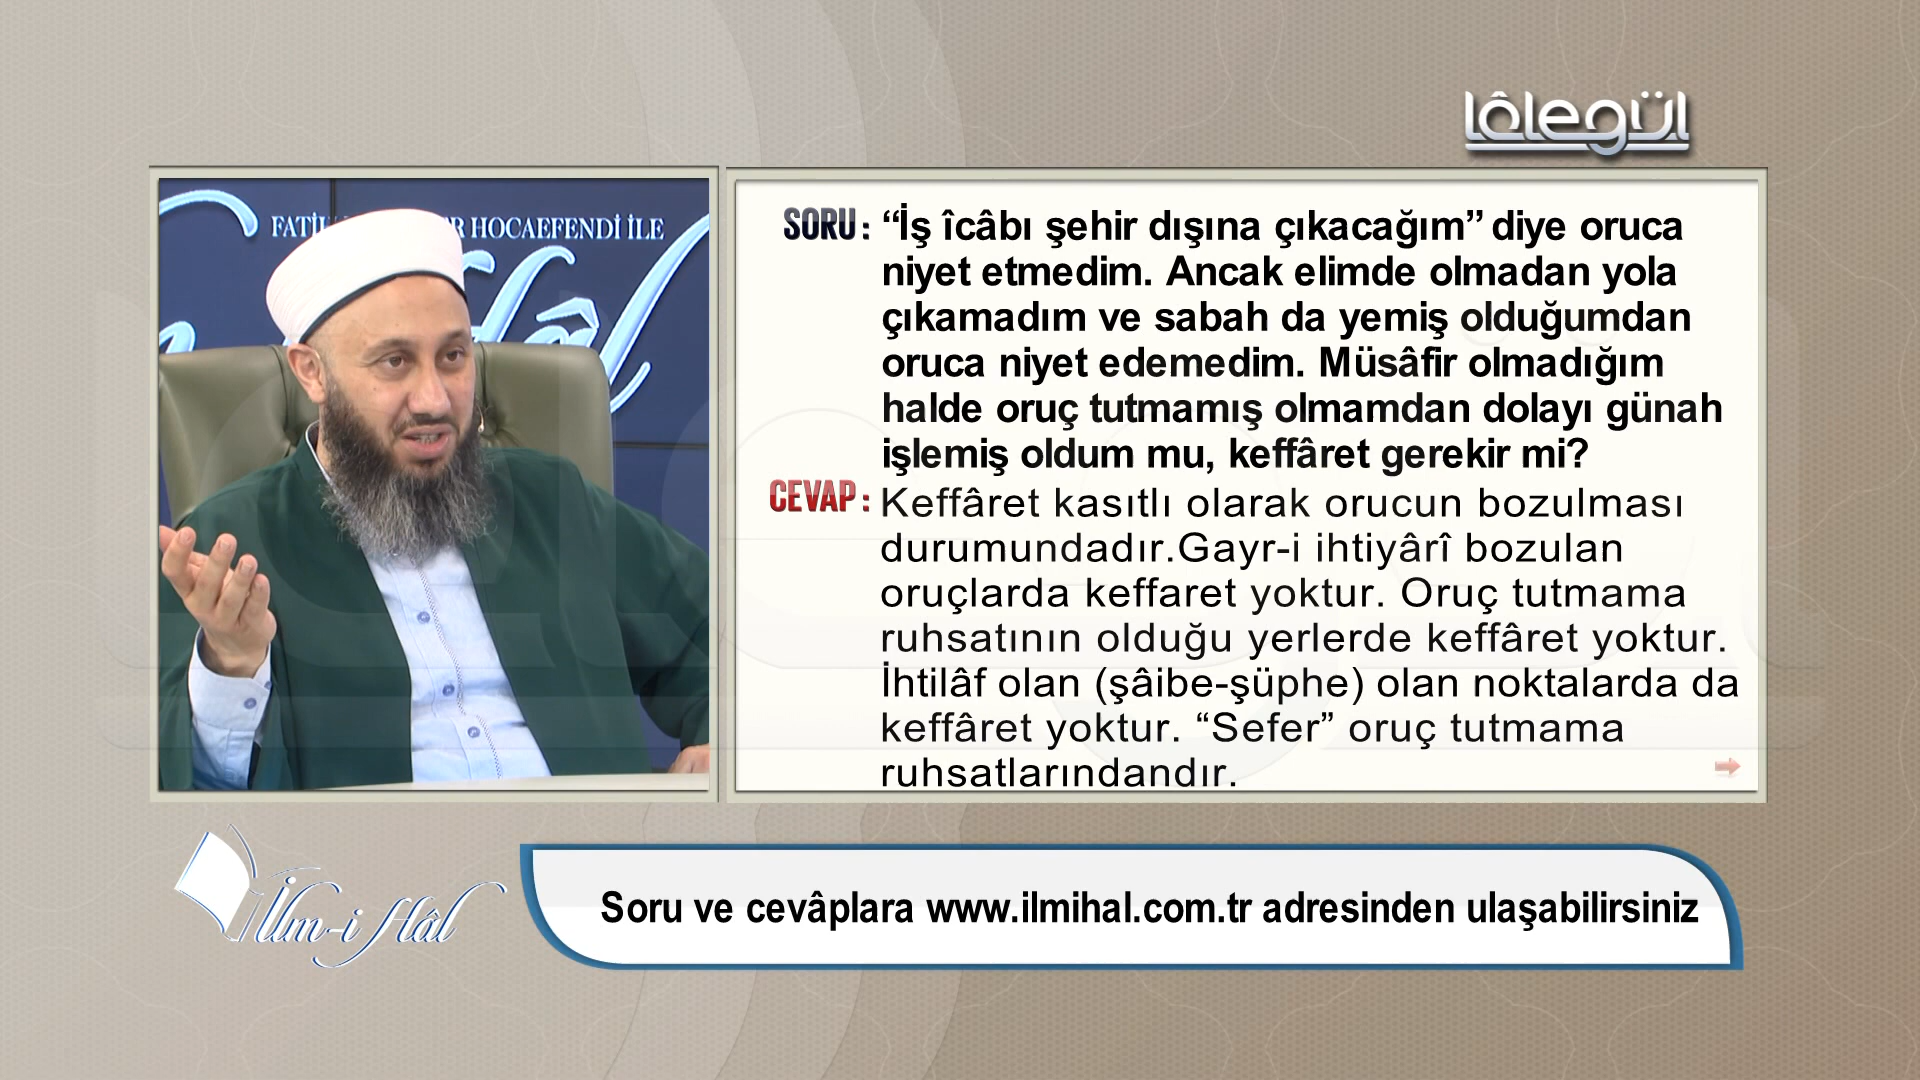 lâlegül
FATİH R HOCAEFENDİ İLE
SORU : “İş îcâbı şehir dışına çıkacağım” diye oruca
niyet etmedim. Ancak elimde olmadan yola
çıkamadım ve sabah da yemiş olduğumdan
oruca niyet edemedim. Müsâfir olmadığım
halde oruç tutmamış olmamdan dolayı günah
işlemiş oldum mu, keffâret gerekir mi?
CEVAP : Keffâret kasıtlı olarak orucun bozulması
durumundadır.Gayr-i ihtiyârî bozulan
oruçlarda keffaret yoktur. Oruç tutmama
ruhsatının olduğu yerlerde keffâret yoktur.
İhtilâf olan (şâibe-şüphe) olan noktalarda da
keffâret yoktur. “Sefer” oruç tutmama
ruhsatlarındandır.
İlm-i Hâl
Soru ve cevâplara www.ilmihal.com.tr adresinden ulaşabilirsiniz